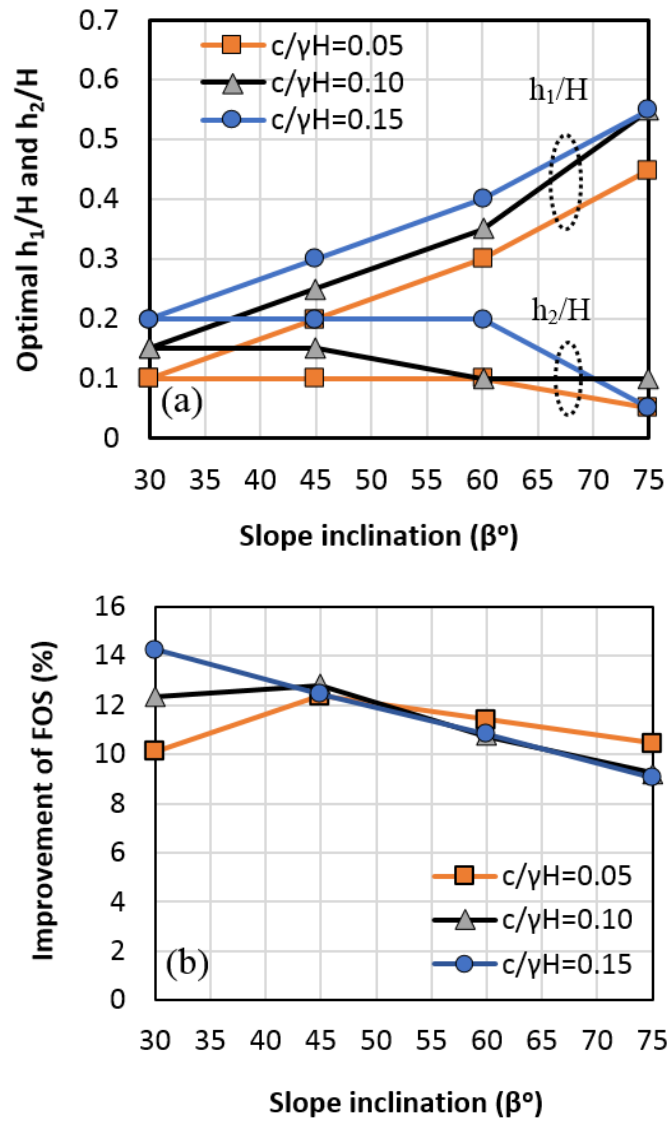 0.7
0.6
0.5
0.4
0.3
0.2
0.1
0
Optimal h₁/H and h₂/H
c/γH=0.05
c/γH=0.10
c/γH=0.15
h₁/H
h₂/H
(a)
30 35 40 45 50 55 60 65 70 75
Slope inclination (β°)
16
14
12
10
8
6
4
2
0
Improvement of FOS (%)
c/γH=0.05
c/γH=0.10
c/γH=0.15
(b)
30 35 40 45 50 55 60 65 70 75
Slope inclination (β°)